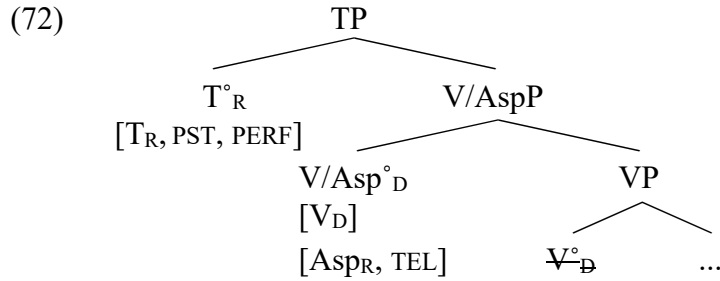 (72) TP
T°R V/AspP
[TR, PST, PERF]
V/Asp°D VP
[VD]
[AspR, TEL] V°D ...